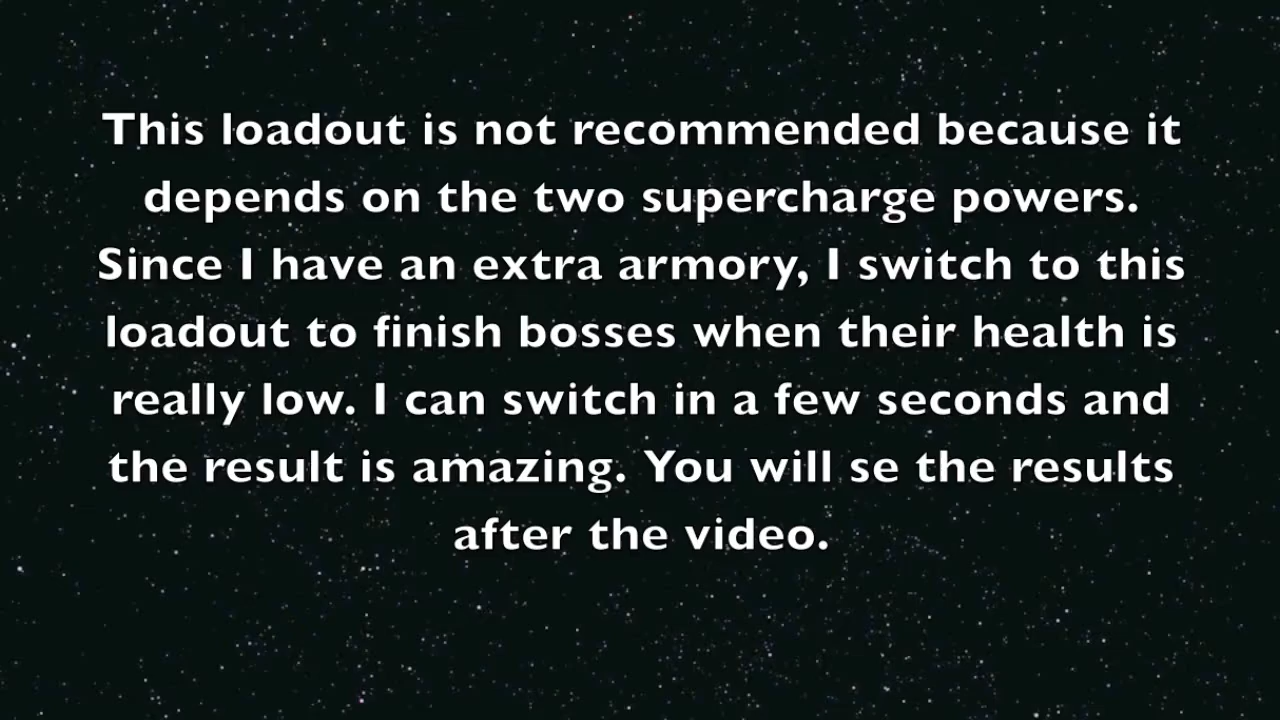 This loadout is not recommended because it
depends on the two supercharge powers.
Since I have an extra armory, I switch to this
loadout to finish bosses when their health is
really low. I can switch in a few seconds and
the result is amazing. You will se the results
after the video.